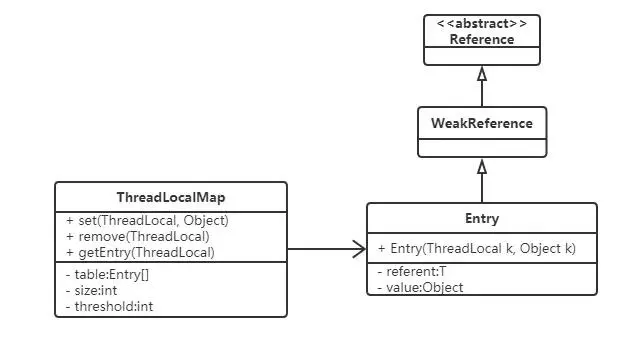 <<abstract>>
Reference
WeakReference
ThreadLocalMap
+ set(ThreadLocal, Object)
+ remove(ThreadLocal)
+ getEntry(ThreadLocal)
- table:Entry[]
- size:int
- threshold:int
Entry
+ Entry(ThreadLocal k, Object k)
- referent:T
- value:Object